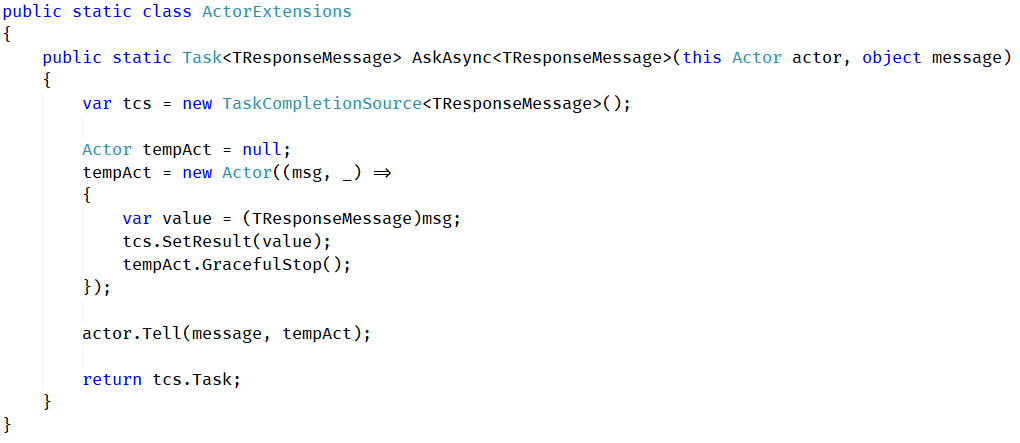 public static class ActorExtensions
{
    public static Task<TResponseMessage> AskAsync<TResponseMessage>(this Actor actor, object message)
    {
        var tcs = new TaskCompletionSource<TResponseMessage>();

        Actor tempAct = null;
        tempAct = new Actor((msg, _) =>
        {
            var value = (TResponseMessage)msg;
            tcs.SetResult(value);
            tempAct.GracefulStop();
        });

        actor.Tell(message, tempAct);

        return tcs.Task;
    }
}